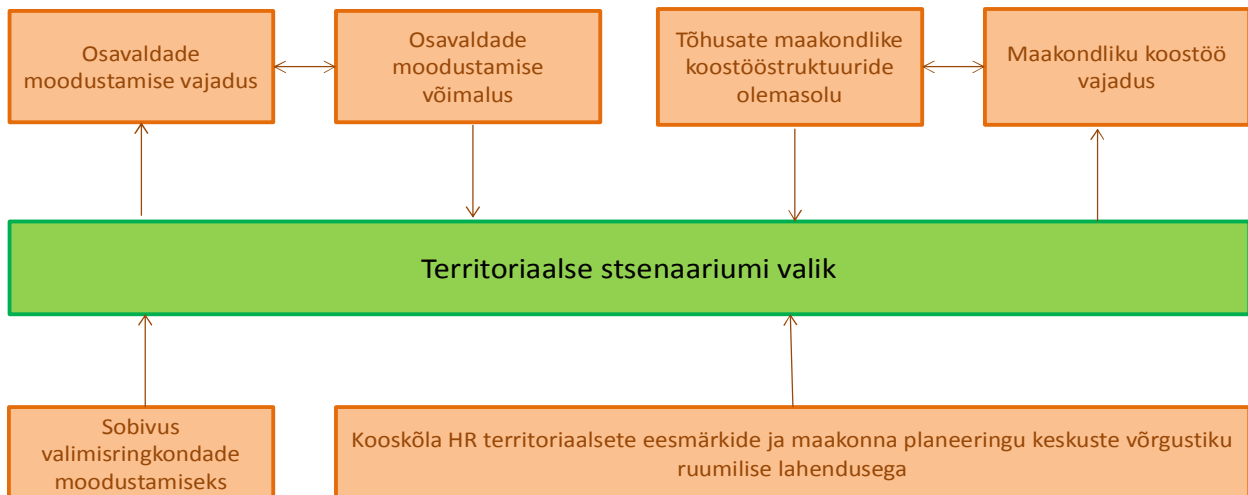 Osavaldade
moodustamise vajadus
Osavaldade
moodustamise
võimalus
Tõhusate maakondlike
koostööstruktuuride
olemasolu
Maakondliku koostöö
vajadus
Territoriaalse stsenaariumi valik
Sobivus
valimisringkondade
moodustamiseks
Kooskõla HR territoriaalsete eesmärkide ja maakonna planeeringu keskuste võrgustiku
ruumilise lahendusega